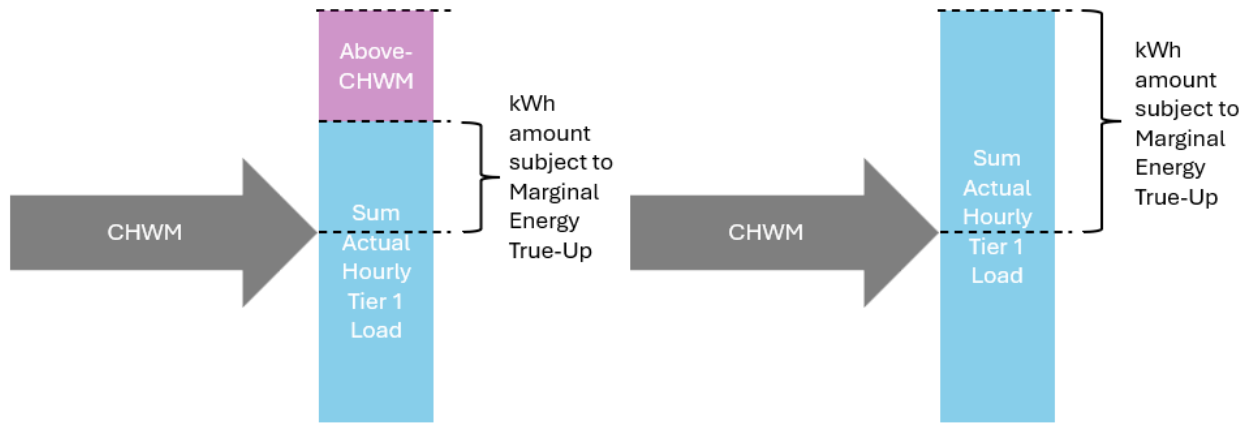 Above-
CHWM
kWh
amount
subject to
Marginal
Energy
True-Up
CHWM
Sum
Actual
Hourly
Tier 1
Load
kWh
amount
subject to
Marginal
Energy
True-Up
CHWM
Sum
Actual
Hourly
Tier 1
Load